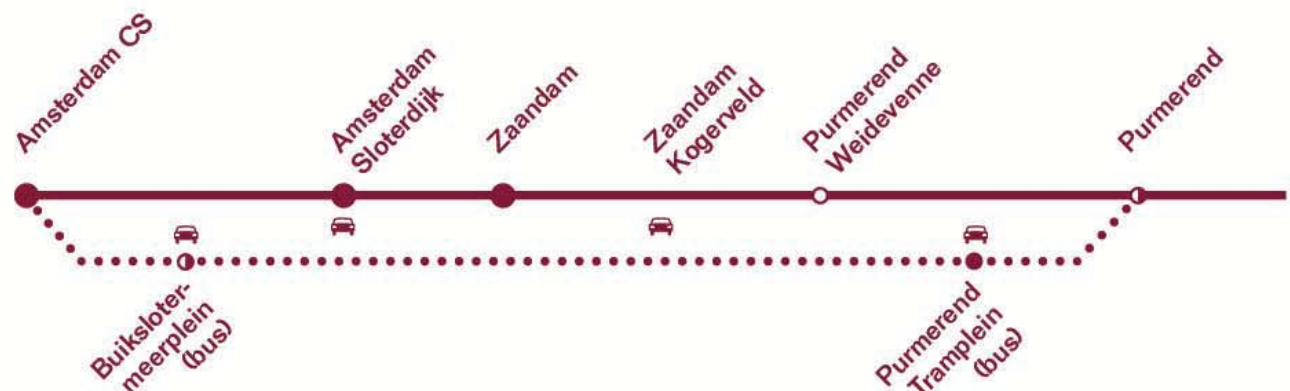 Amsterdam CS
Amsterdam
Sloterdijk
Zaandam
Zaandam
Kogerveld
Purmerend
Weidevenne
Purmerend
Buiksloter-
meerplein
(bus)
Purmerend
Tramplein
(bus)